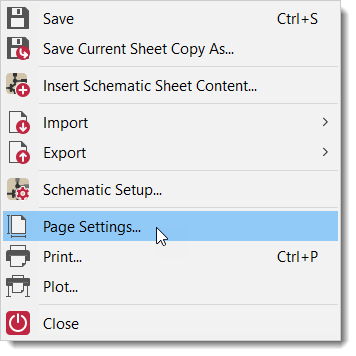 Save Ctrl+S
Save Current Sheet Copy As...
Insert Schematic Sheet Content...
Import
Export
Schematic Setup...
Page Settings...
Print... Ctrl+P
Plot...
Close